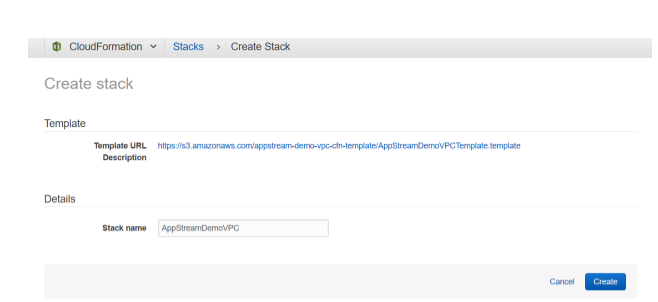 CloudFormation Stacks > Create Stack
Create stack
Template
Template URL https://s3.amazonaws.com/appstream-demo-vpc-cfn-template/AppStreamDemoVPCTemplate.template
Description
Details
Stack name AppStreamDemoVPC
Cancel Create